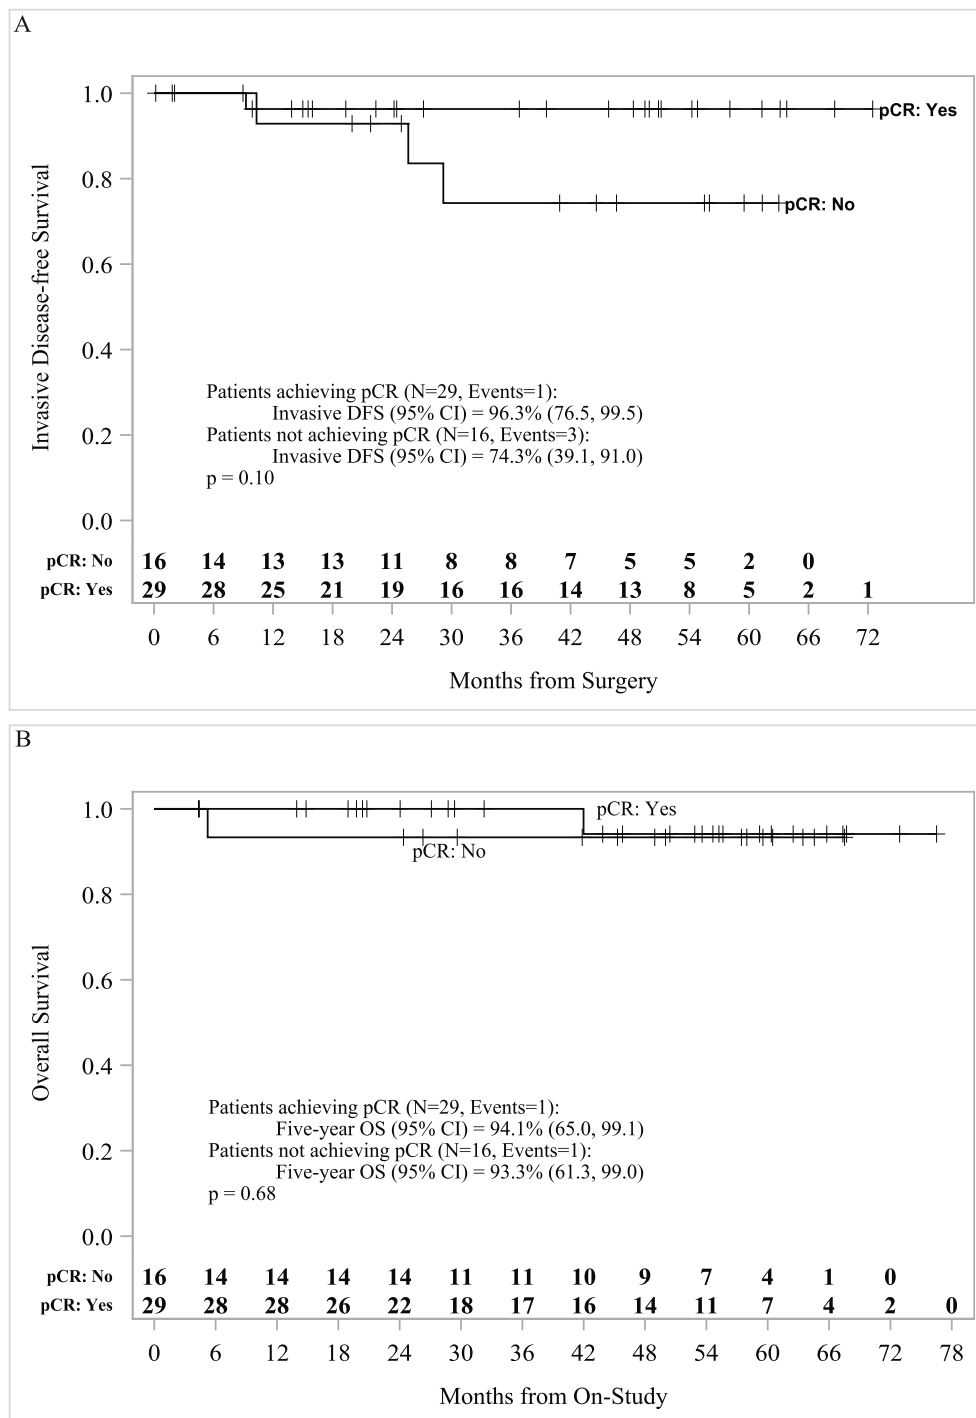 A
1.0
pCR: Yes
0.8
pCR: No
0.6
Invasive Disease-free Survival
0.4
Patients achieving pCR (N=29, Events=1):
Invasive DFS (95% CI) = 96.3% (76.5, 99.5)
0.2
Patients not achieving pCR (N=16, Events=3):
Invasive DFS (95% CI) = 74.3% (39.1, 91.0)
p = 0.10
0.0
pCR: No 16 14 13 13 11 8 8 7 5 5 2 0
pCR: Yes 29 28 25 21 19 16 16 14 13 8 5 2 1
0 6 12 18 24 30 36 42 48 54 60 66 72
Months from Surgery
B
1.0
pCR: Yes
pCR: No
0.8
0.6
Overall Survival
0.4
Patients achieving pCR (N=29, Events=1):
Five-year OS (95% CI) = 94.1% (65.0, 99.1)
0.2
Patients not achieving pCR (N=16, Events=1):
Five-year OS (95% CI) = 93.3% (61.3, 99.0)
p = 0.68
0.0
pCR: No 16 14 14 14 14 11 11 10 9 7 4 1 0
pCR: Yes 29 28 28 26 22 18 17 16 14 11 7 4 2 0
0 6 12 18 24 30 36 42 48 54 60 66 72 78
Months from On-Study